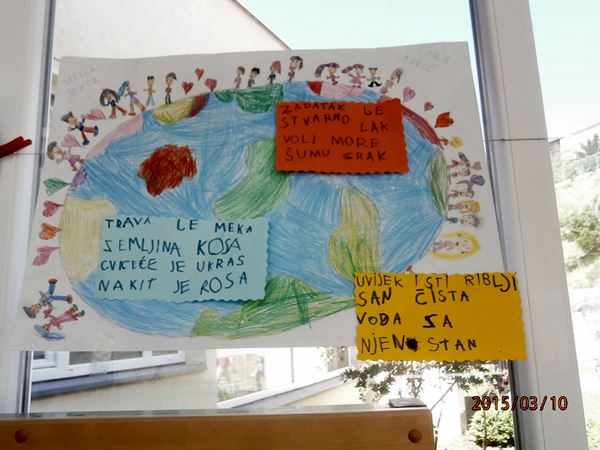 ZADATAK JE
STVARNO LAK
VOLI MORE
ŠUMU ZRAK
TRAVA JE MEKA
ZEMLJINA KOSA
CVIJEĆE JE UKRAS
NAKIT JE ROSA
UVIJEK ISTI RIBLJI
SAN ČISTA
VODA ZA
NJEN STAN
2015/03/10